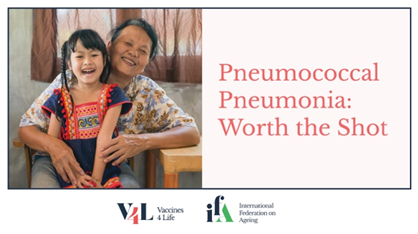 Pneumococcal
Pneumonia:
Worth the Shot
V4L
Vaccines
4 Life
ifA
International
Federation on
Ageing